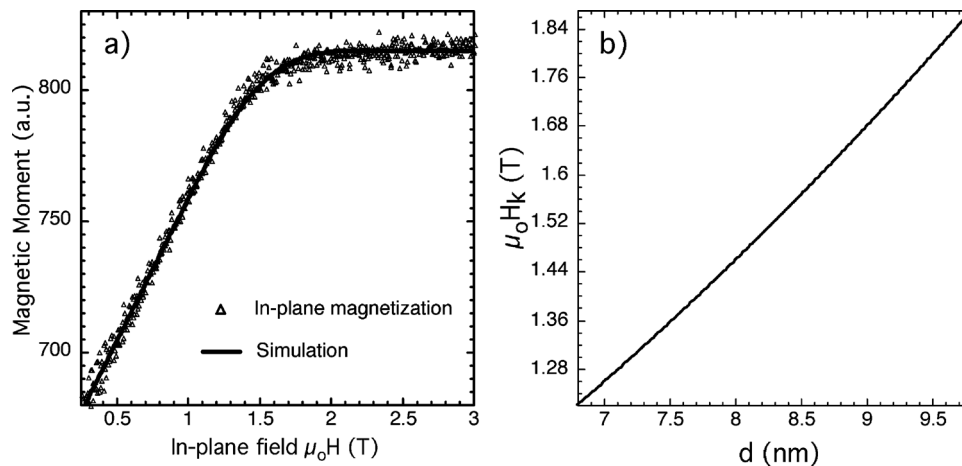 a)
Magnetic Moment (a.u.)
800
750
700
In-plane magnetization
Simulation
0.5 1 1.5 2 2.5 3
In-plane field μoH (T)
b)
μoHk (T)
1.84
1.76
1.68
1.6
1.52
1.44
1.36
1.28
7 7.5 8 8.5 9 9.5
d (nm)